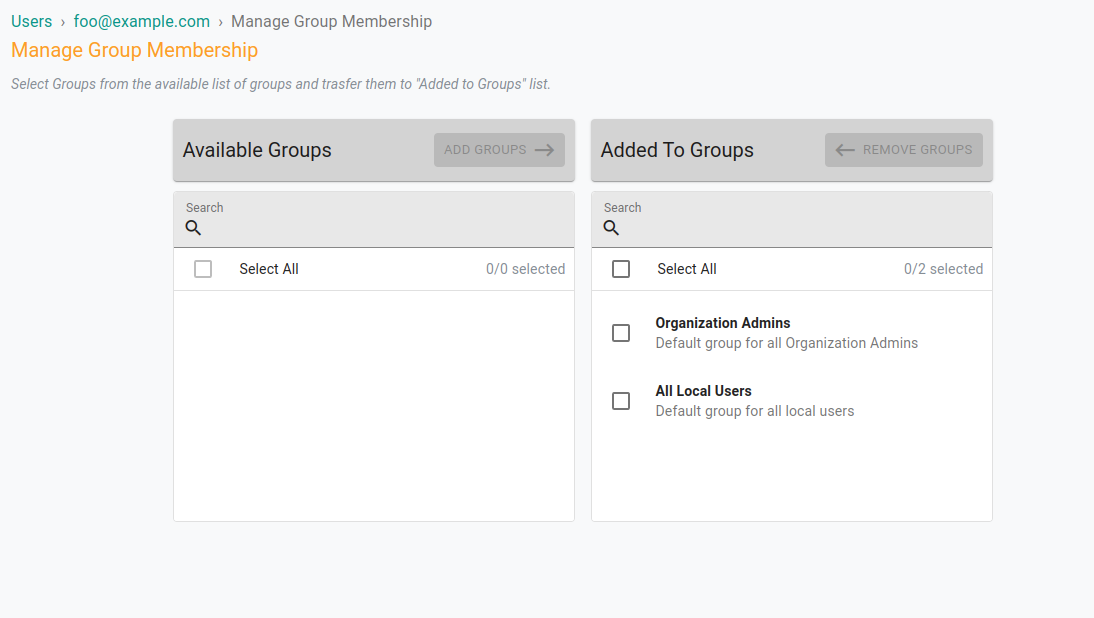 Users › foo@example.com › Manage Group Membership
Manage Group Membership
Select Groups from the available list of groups and trasfer them to "Added to Groups" list.
Available Groups
ADD GROUPS
Search
Select All
0/0 selected
Added To Groups
REMOVE GROUPS
Search
Select All
0/2 selected
Organization Admins
Default group for all Organization Admins
All Local Users
Default group for all local users